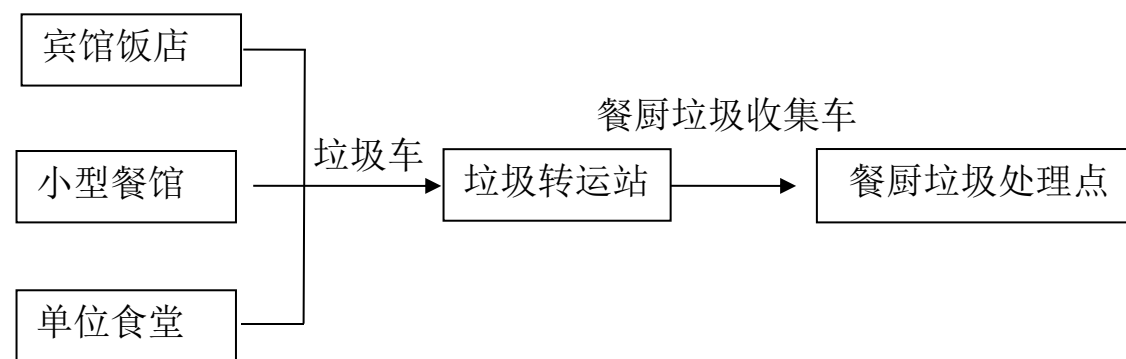 宾馆饭店
餐厨垃圾收集车
垃圾车
小型餐馆
垃圾转运站
餐厨垃圾处理点
单位食堂